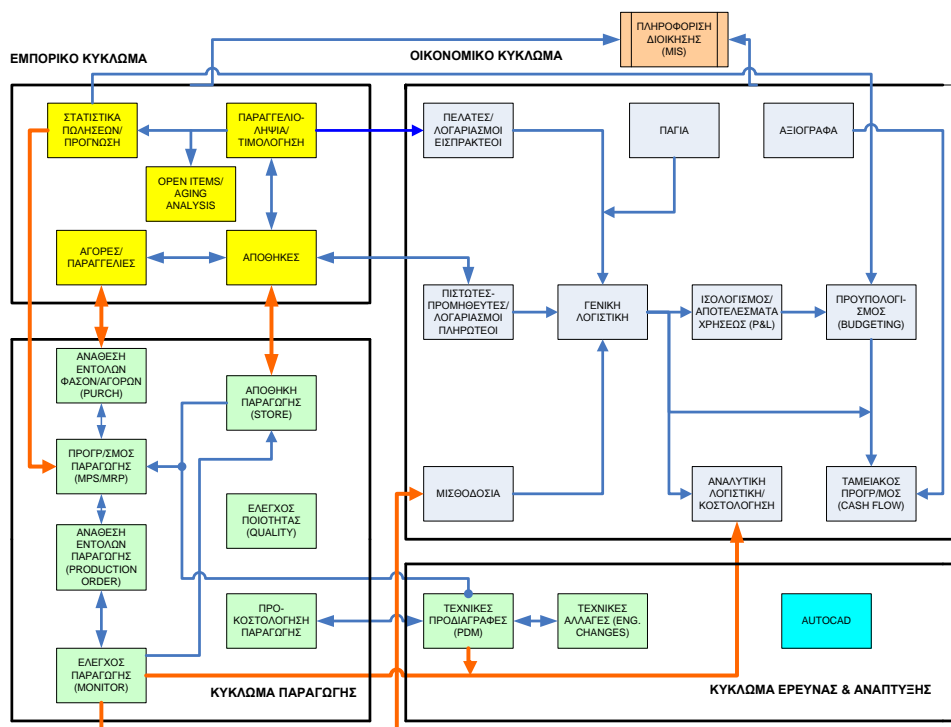 ΠΛΗΡΟΦΟΡΙΣΗ
ΔΙΟΙΚΗΣΗΣ
(MIS)
ΕΜΠΟΡΙΚΟ ΚΥΚΛΩΜΑ
ΟΙΚΟΝΟΜΙΚΟ ΚΥΚΛΩΜΑ
ΣΤΑΤΙΣΤΙΚΑ
ΠΩΛΗΣΕΩΝ/
ΠΡΟΓΝΩΣΗ
ΠΑΡΑΓΓΕΛΙΟ-
ΛΗΨΙΑ/
ΤΙΜΟΛΟΓΗΣΗ
OPEN ITEMS/
AGING
ANALYSIS
ΑΓΟΡΕΣ/
ΠΑΡΑΓΓΕΛΙΕΣ
ΑΠΟΘΗΚΕΣ
ΠΕΛΑΤΕΣ/
ΛΟΓΑΡΙΑΣΜΟΙ
ΕΙΣΠΡΑΚΤΕΟΙ
ΠΑΓΙΑ
ΑΞΙΟΓΡΑΦΑ
ΠΙΣΤΩΤΕΣ-
ΠΡΟΜΗΘΕΥΤΕΣ/
ΛΟΓΑΡΙΑΣΜΟΙ
ΠΛΗΡΩΤΕΟΙ
ΓΕΝΙΚΗ
ΛΟΓΙΣΤΙΚΗ
ΙΣΟΛΟΓΙΣΜΟΣ/
ΑΠΟΤΕΛΕΣΜΑΤΑ
ΧΡΗΣΕΩΣ (P&L)
ΠΡΟΥΠΟΛΟΓΙ-
ΣΜΟΣ
(BUDGETING)
ΜΙΣΘΟΔΟΣΙΑ
ΑΝΑΛΥΤΙΚΗ
ΛΟΓΙΣΤΙΚΗ/
ΚΟΣΤΟΛΟΓΗΣΗ
ΤΑΜΕΙΑΚΟΣ
ΠΡΟΓΡ/ΜΟΣ
(CASH FLOW)
ΑΝΑΘΕΣΗ
ΕΝΤΟΛΩΝ
ΦΑΣΟΝ/ΑΓΟΡΩΝ
(PURCH)
ΑΠΟΘΗΚΗ
ΠΑΡΑΓΩΓΗΣ
(STORE)
ΠΡΟΓΡ/ΣΜΟΣ
ΠΑΡΑΓΩΓΗΣ
(MPS/MRP)
ΕΛΕΓΧΟΣ
ΠΟΙΟΤΗΤΑΣ
(QUALITY)
ΑΝΑΘΕΣΗ
ΕΝΤΟΛΩΝ
ΠΑΡΑΓΩΓΗΣ
(PRODUCTION
ORDER)
ΠΡΟ-
ΚΟΣΤΟΛΟΓΗΣΗ
ΠΑΡΑΓΩΓΗΣ
ΕΛΕΓΧΟΣ
ΠΑΡΑΓΩΓΗΣ
(MONITOR)
ΚΥΚΛΩΜΑ ΠΑΡΑΓΩΓΗΣ
ΤΕΧΝΙΚΕΣ
ΠΡΟΔΙΑΓΡΑΦΕΣ
(PDM)
ΤΕΧΝΙΚΕΣ
ΑΛΛΑΓΕΣ (ENG.
CHANGES)
AUTOCAD
ΚΥΚΛΩΜΑ ΕΡΕΥΝΑΣ & ΑΝΑΠΤΥΞΗΣ